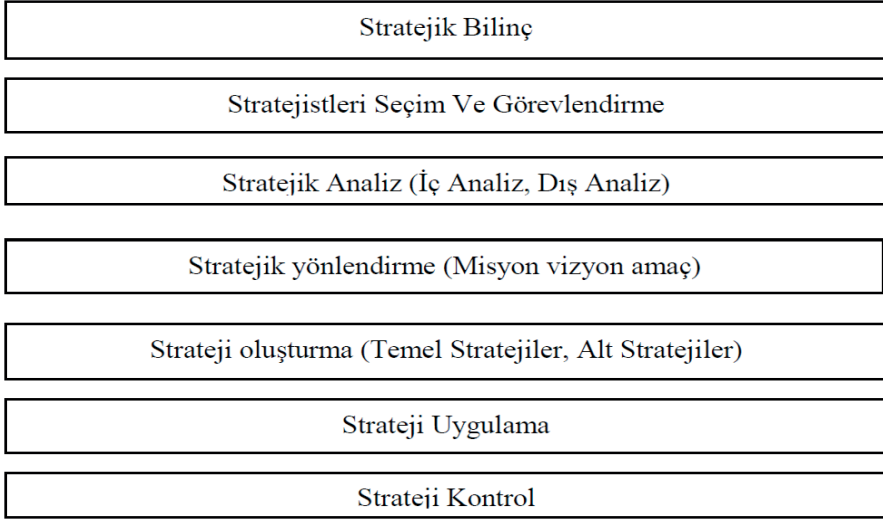 Stratejik Bilinç
Stratejistleri Seçim Ve Görevlendirme
Stratejik Analiz (İç Analiz, Dış Analiz)
Stratejik yönlendirme (Misyon vizyon amaç)
Strateji oluşturma (Temel Stratejiler, Alt Stratejiler)
Strateji Uygulama
Strateji Kontrol